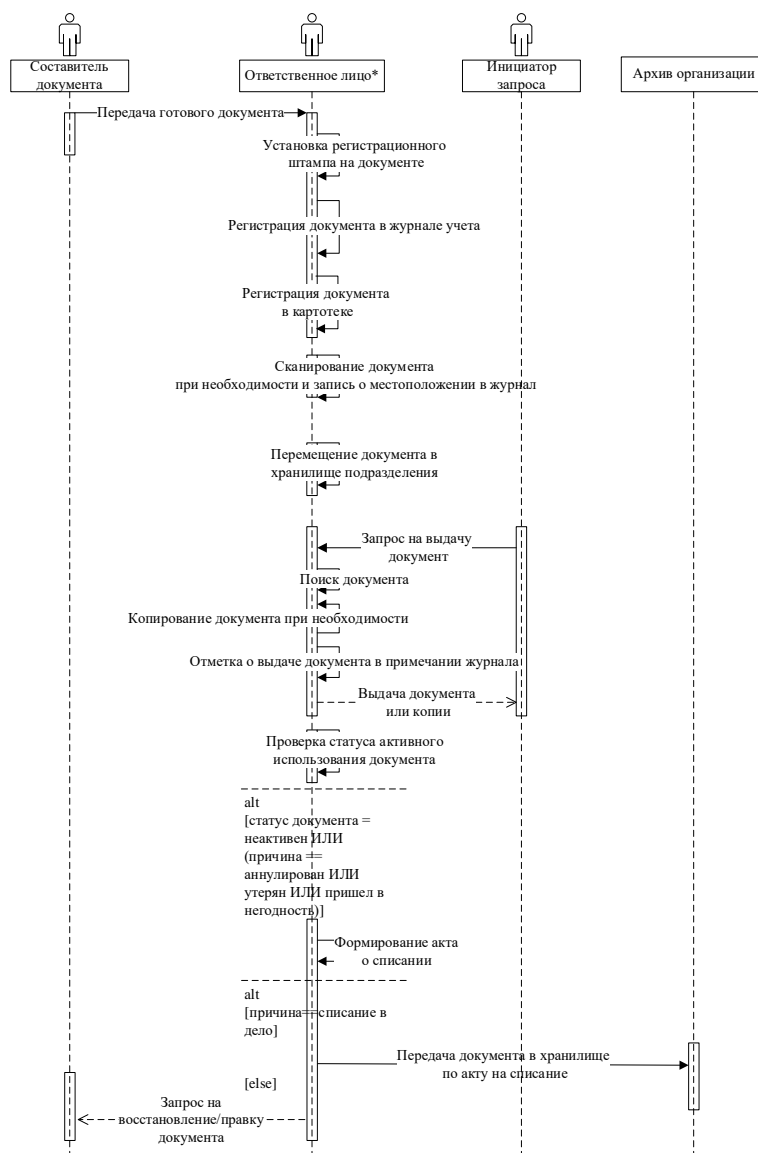 Составитель
документа
Ответственное лицо*
Инициатор
запроса
Архив организации
Передача готового документа
Установка регистрационного
штампа на документе
Регистрация документа в журнале учета
Регистрация документа
в картотеке
Сканирование документа
при необходимости и запись о местоположении в журнал
Перемещение документа в
хранилище подразделения
Запрос на выдачу
документ
Поиск документа
Копирование документа при необходимости
Отметка о выдаче документа в примечании журнала
Выдача документа
или копии
Проверка статуса активного
использования документа
alt
[статус документа =
неактивен ИЛИ
(причина ==
аннулирован ИЛИ
утерян ИЛИ пришел в
негодность)]
Формирование акта
о списании
alt
[причина==списание в
дело]
Передача документа в хранилище
по акту на списание
[else]
Запрос на
восстановление/правку
документа